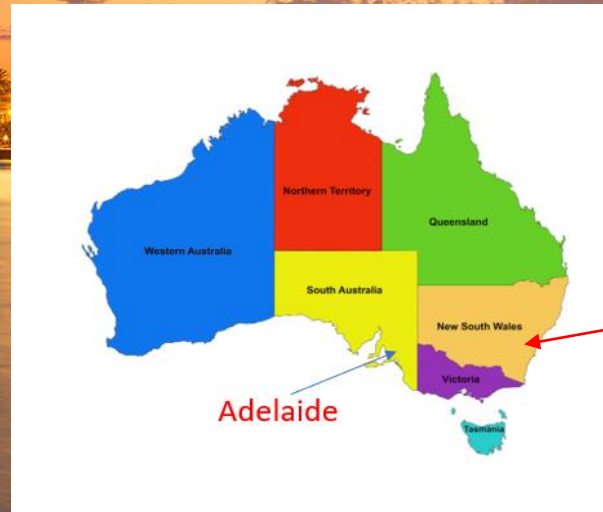 Northern Territory
Queensland
Western Australia
South Australia
New South Wales
Victoria
Adelaide
Tasmania